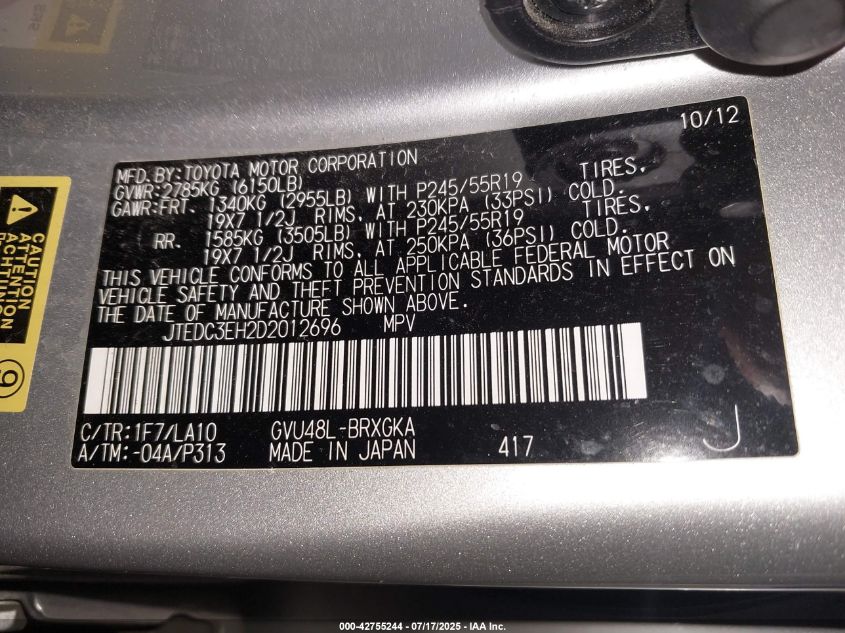 10/12
MFD.BY:TOYOTA MOTOR CORPORATION
GVWR:2785KG (6150LB)
GAWR:FRT. 1340KG (2955LB) WITH P245/55R19 TIRES,
19X7 1/2J RIMS, AT 230KPA (33PSI) COLD.
RR. 1585KG (3505LB) WITH P245/55R19 TIRES,
19X7 1/2J RIMS, AT 250KPA (36PSI) COLD.
THIS VEHICLE CONFORMS TO ALL APPLICABLE FEDERAL MOTOR
VEHICLE SAFETY AND THEFT PREVENTION STANDARDS IN EFFECT ON
THE DATE OF MANUFACTURE SHOWN ABOVE.
JTEDC3EH2D2012696 MPV
C/TR:1F7/LA10 GVU48L-BRXGKA
A/TM:-04A/P313 MADE IN JAPAN 417 J
CAUTION
ATTENTION
ACHTUNG
9
000-42755244 / 07/17/2025 - IAA Inc.